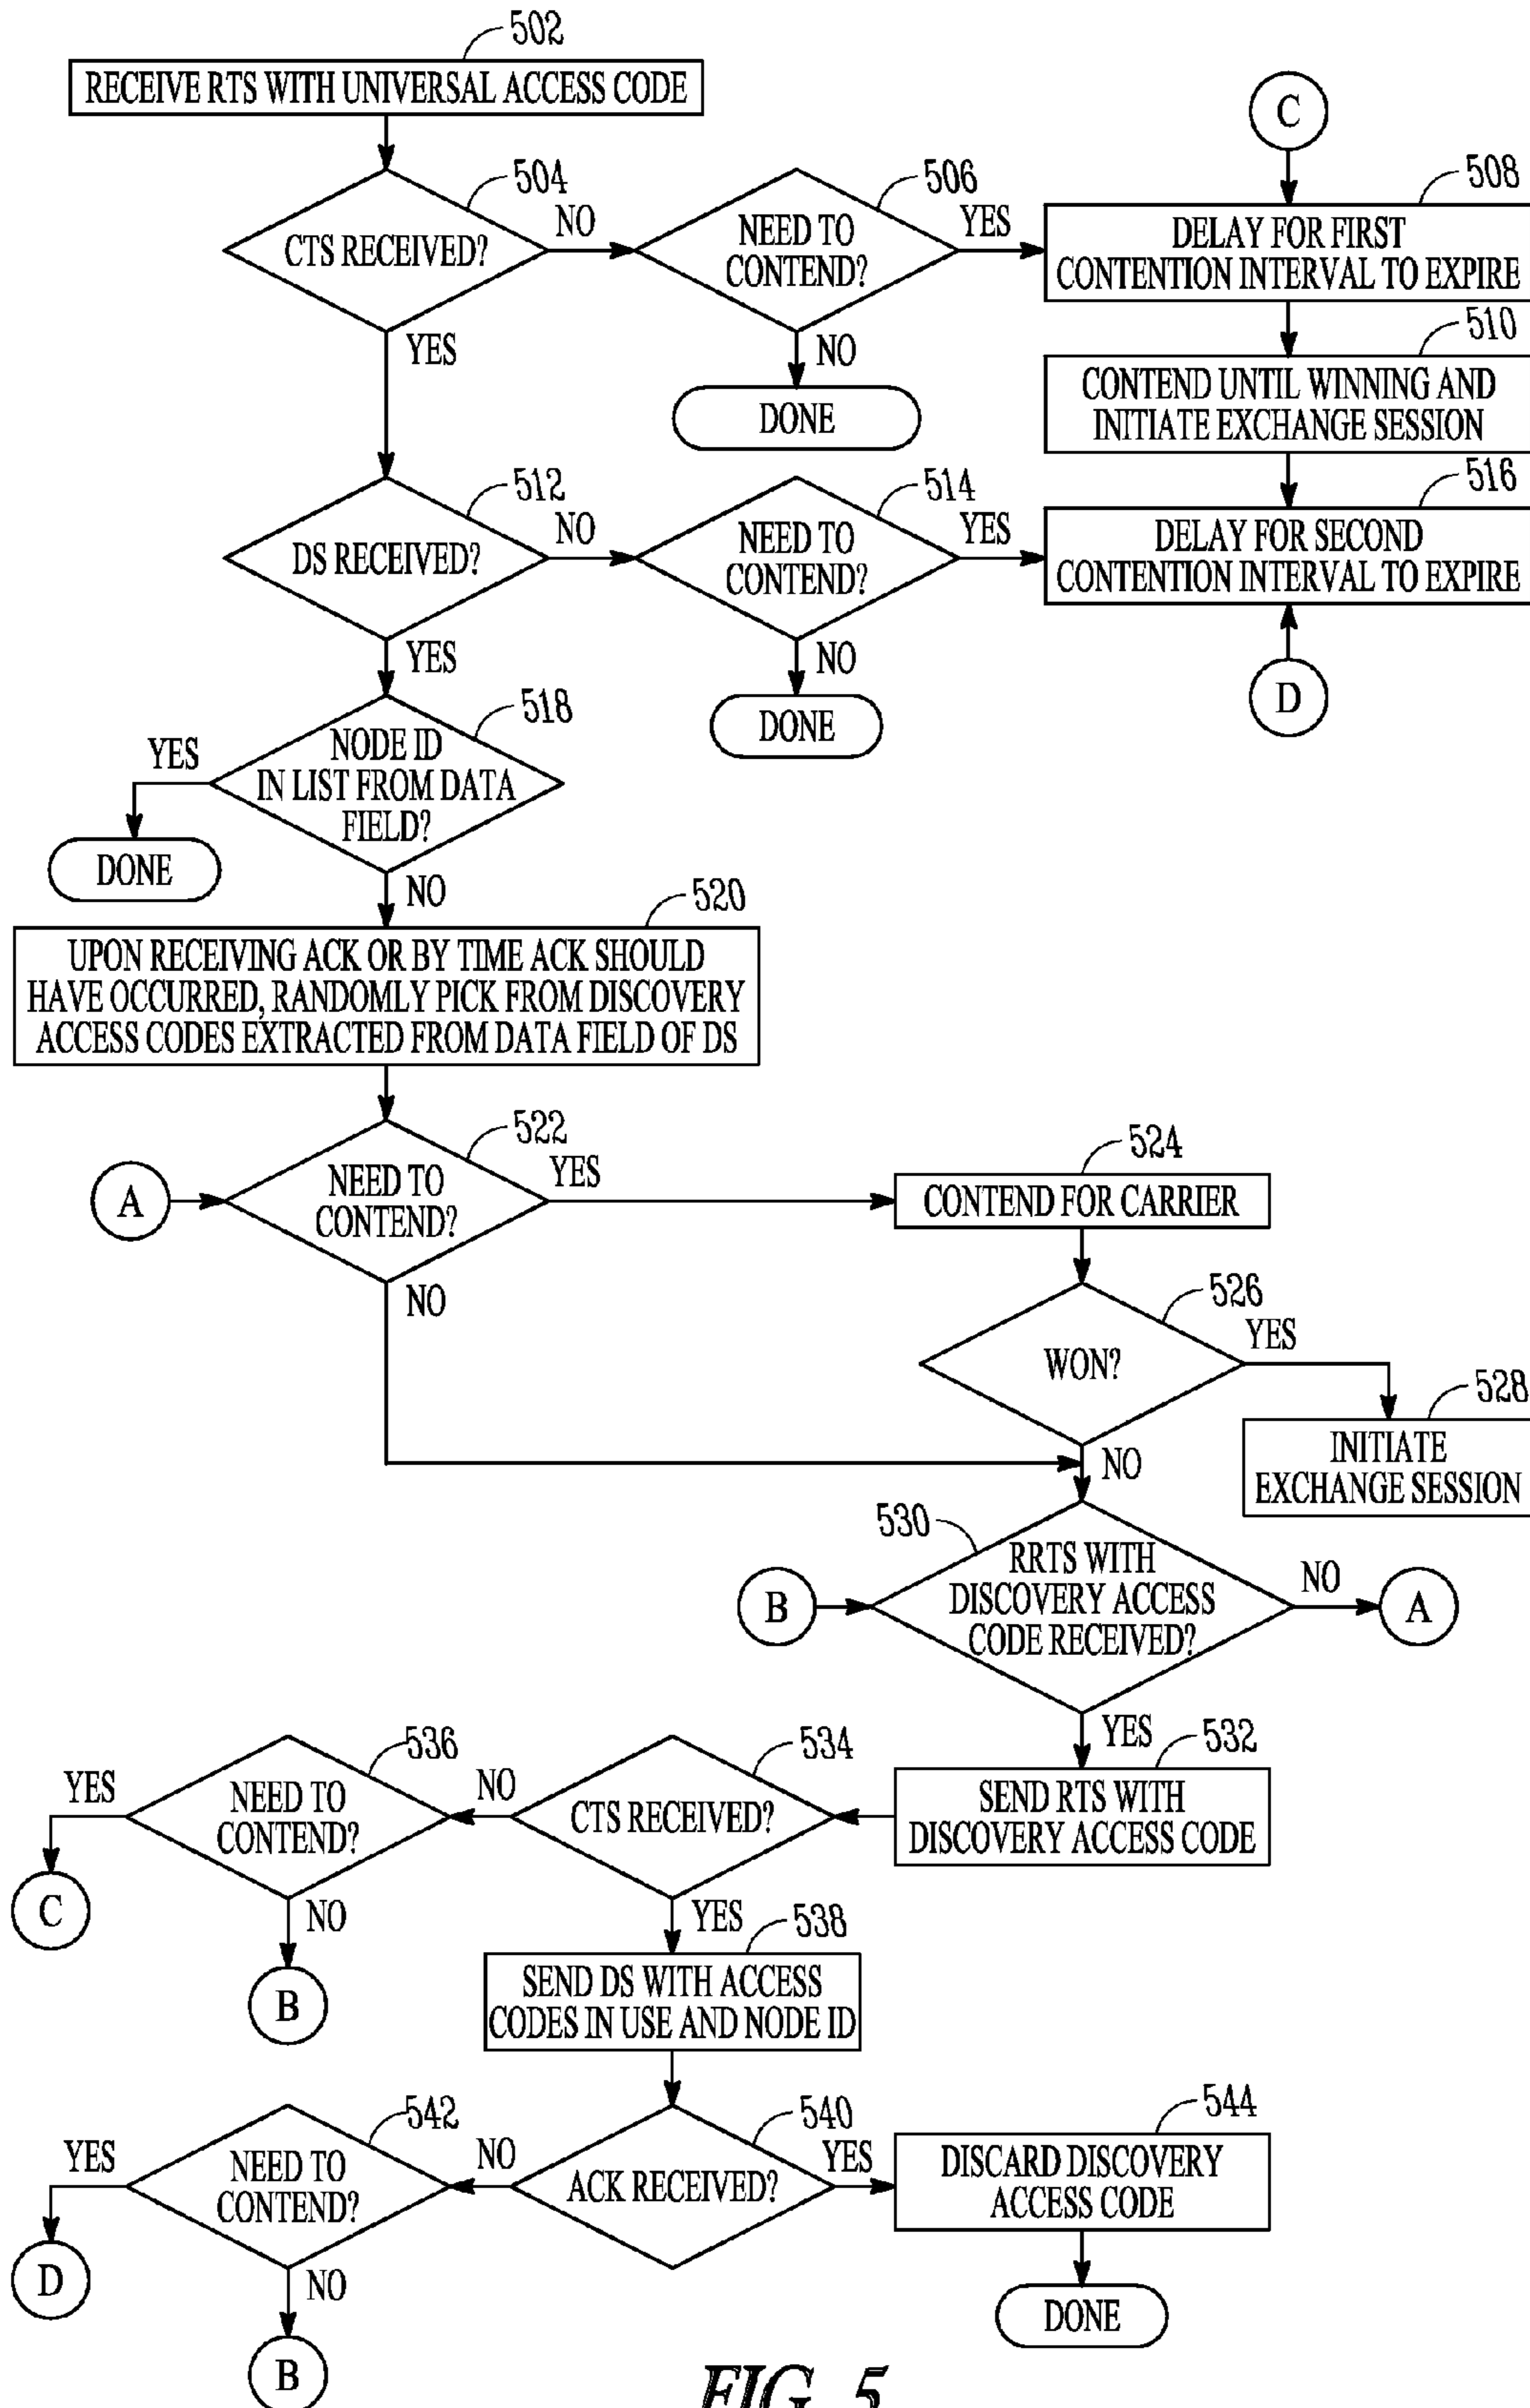 502
RECEIVE RTS WITH UNIVERSAL ACCESS CODE
C
504
CTS RECEIVED?
NO
YES
506
NEED TO
CONTEND?
YES
NO
DONE
508
DELAY FOR FIRST
CONTENTION INTERVAL TO EXPIRE
510
CONTEND UNTIL WINNING AND
INITIATE EXCHANGE SESSION
512
DS RECEIVED?
NO
YES
514
NEED TO
CONTEND?
YES
NO
DONE
516
DELAY FOR SECOND
CONTENTION INTERVAL TO EXPIRE
D
518
NODE ID
IN LIST FROM DATA
FIELD?
YES
DONE
NO
520
UPON RECEIVING ACK OR BY TIME ACK SHOULD
HAVE OCCURRED, RANDOMLY PICK FROM DISCOVERY
ACCESS CODES EXTRACTED FROM DATA FIELD OF DS
A
522
NEED TO
CONTEND?
YES
NO
524
CONTEND FOR CARRIER
526
WON?
YES
NO
528
INITIATE
EXCHANGE SESSION
B
530
RRTS WITH
DISCOVERY ACCESS
CODE RECEIVED?
NO
A
YES
532
SEND RTS WITH
DISCOVERY ACCESS CODE
534
CTS RECEIVED?
NO
YES
536
NEED TO
CONTEND?
YES
C
NO
B
538
SEND DS WITH ACCESS
CODES IN USE AND NODE ID
540
ACK RECEIVED?
NO
YES
542
NEED TO
CONTEND?
YES
D
NO
B
544
DISCARD DISCOVERY
ACCESS CODE
DONE
FIG. 5